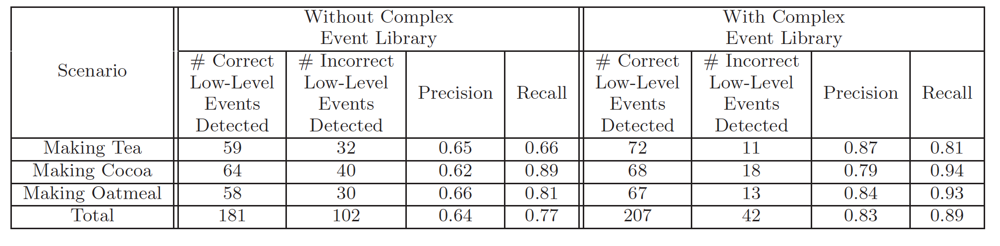 Without Complex
Event Library
With Complex
Event Library
Scenario
# Correct
Low-Level
Events
Detected
# Incorrect
Low-Level
Events
Detected
Precision
Recall
# Correct
Low-Level
Events
Detected
# Incorrect
Low-Level
Events
Detected
Precision
Recall
Making Tea 59 32 0.65 0.66 72 11 0.87 0.81
Making Cocoa 64 40 0.62 0.89 68 18 0.79 0.94
Making Oatmeal 58 30 0.66 0.81 67 13 0.84 0.93
Total 181 102 0.64 0.77 207 42 0.83 0.89